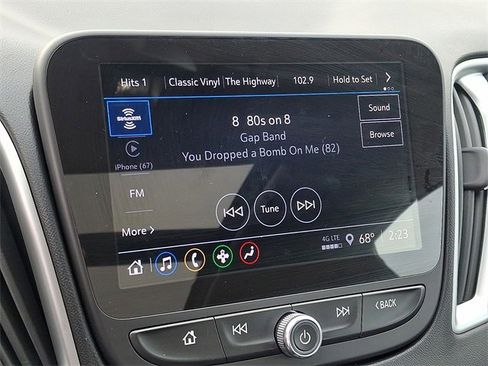 Hits 1 Classic Vinyl The Highway 102.9 Hold to Set
SiriusXM
8 80s on 8
Gap Band
You Dropped a Bomb On Me (82)
Sound
Browse
iPhone (67)
FM
Tune
More
4G LTE 68° 2:23
BACK